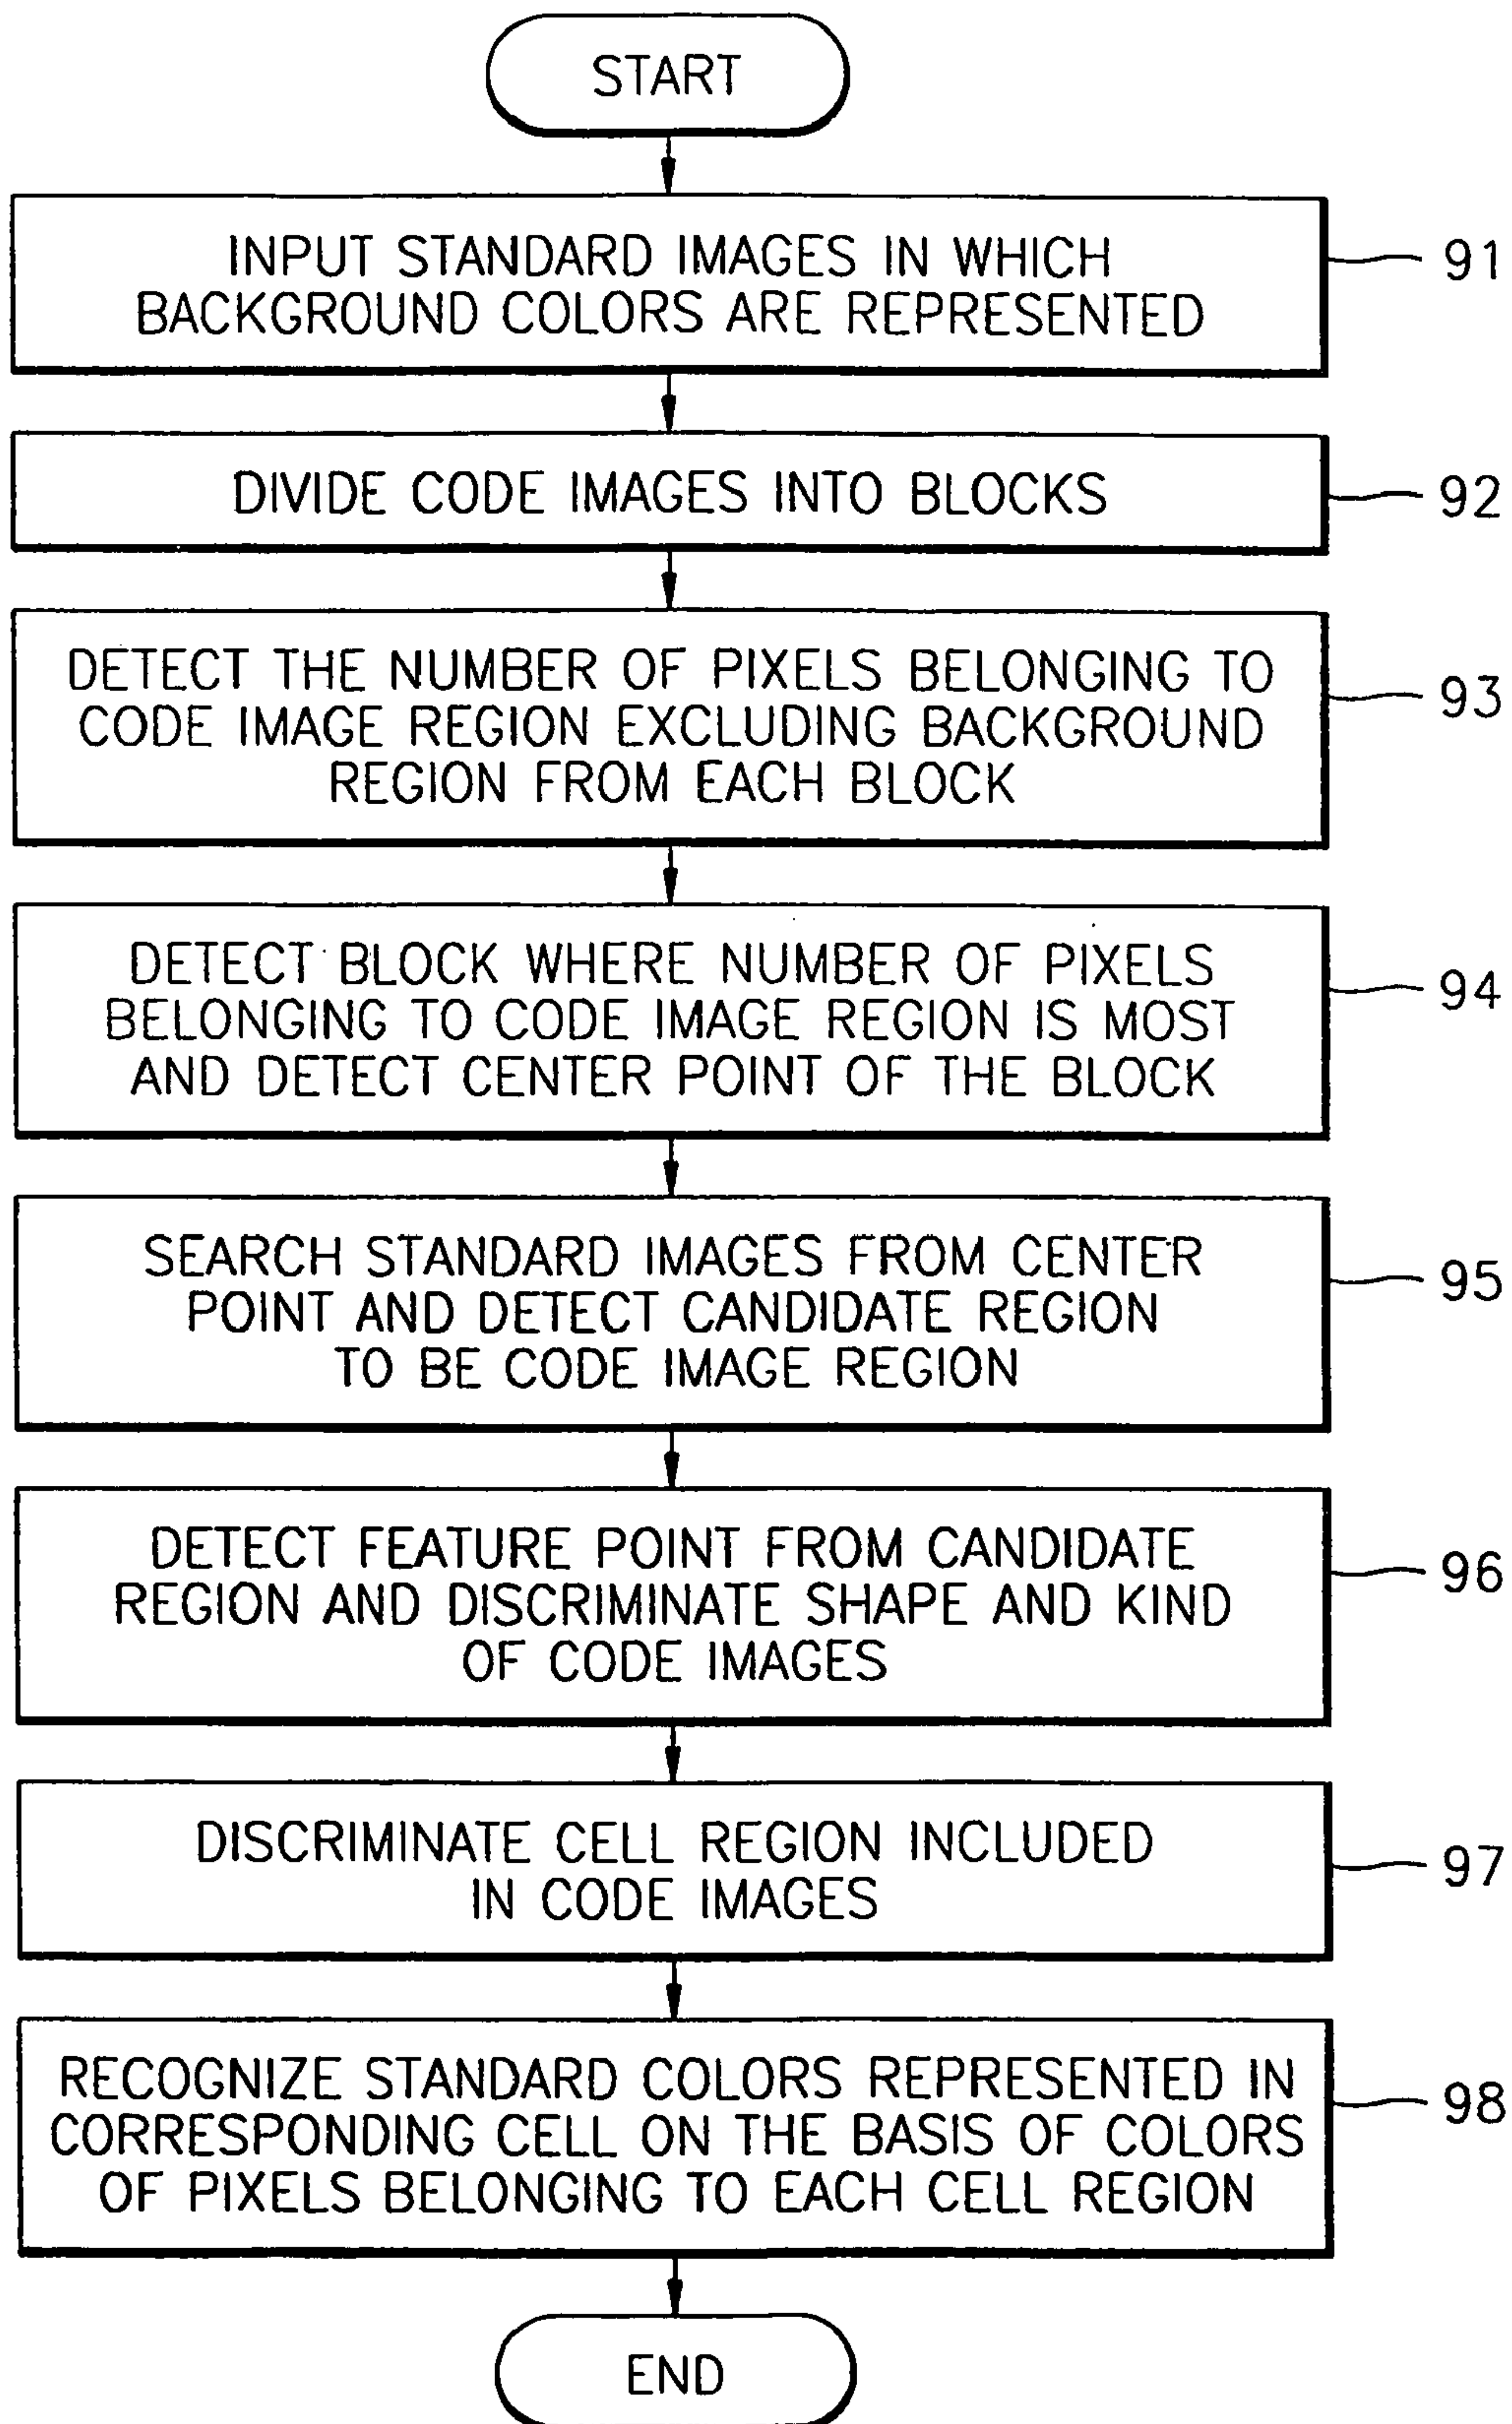 START
INPUT STANDARD IMAGES IN WHICH
BACKGROUND COLORS ARE REPRESENTED
91
DIVIDE CODE IMAGES INTO BLOCKS
92
DETECT THE NUMBER OF PIXELS BELONGING TO
CODE IMAGE REGION EXCLUDING BACKGROUND
REGION FROM EACH BLOCK
93
DETECT BLOCK WHERE NUMBER OF PIXELS
BELONGING TO CODE IMAGE REGION IS MOST
AND DETECT CENTER POINT OF THE BLOCK
94
SEARCH STANDARD IMAGES FROM CENTER
POINT AND DETECT CANDIDATE REGION
TO BE CODE IMAGE REGION
95
DETECT FEATURE POINT FROM CANDIDATE
REGION AND DISCRIMINATE SHAPE AND KIND
OF CODE IMAGES
96
DISCRIMINATE CELL REGION INCLUDED
IN CODE IMAGES
97
RECOGNIZE STANDARD COLORS REPRESENTED IN
CORRESPONDING CELL ON THE BASIS OF COLORS
OF PIXELS BELONGING TO EACH CELL REGION
98
END